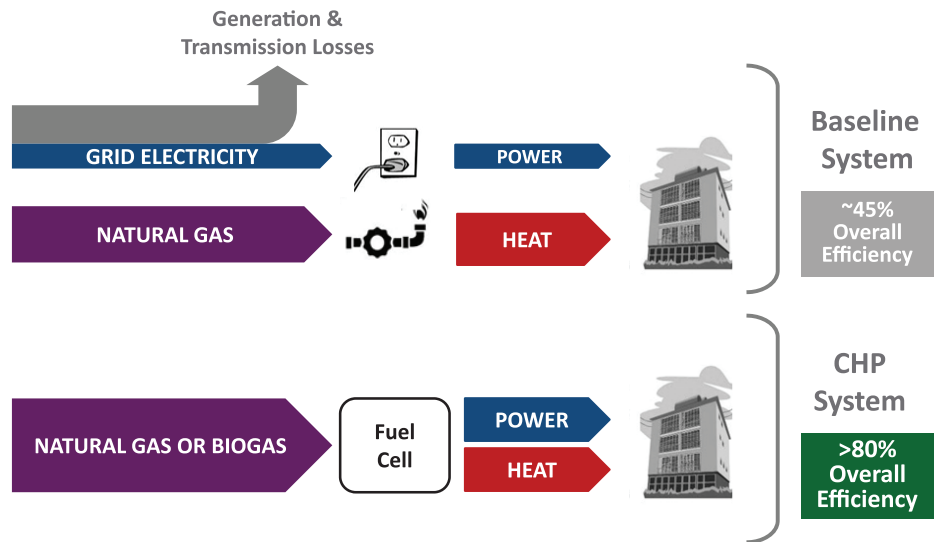 Generation &
Transmission Losses
GRID ELECTRICITY
POWER
NATURAL GAS
HEAT
Baseline
System
~45%
Overall
Efficiency
NATURAL GAS OR BIOGAS
Fuel
Cell
POWER
HEAT
CHP
System
>80%
Overall
Efficiency